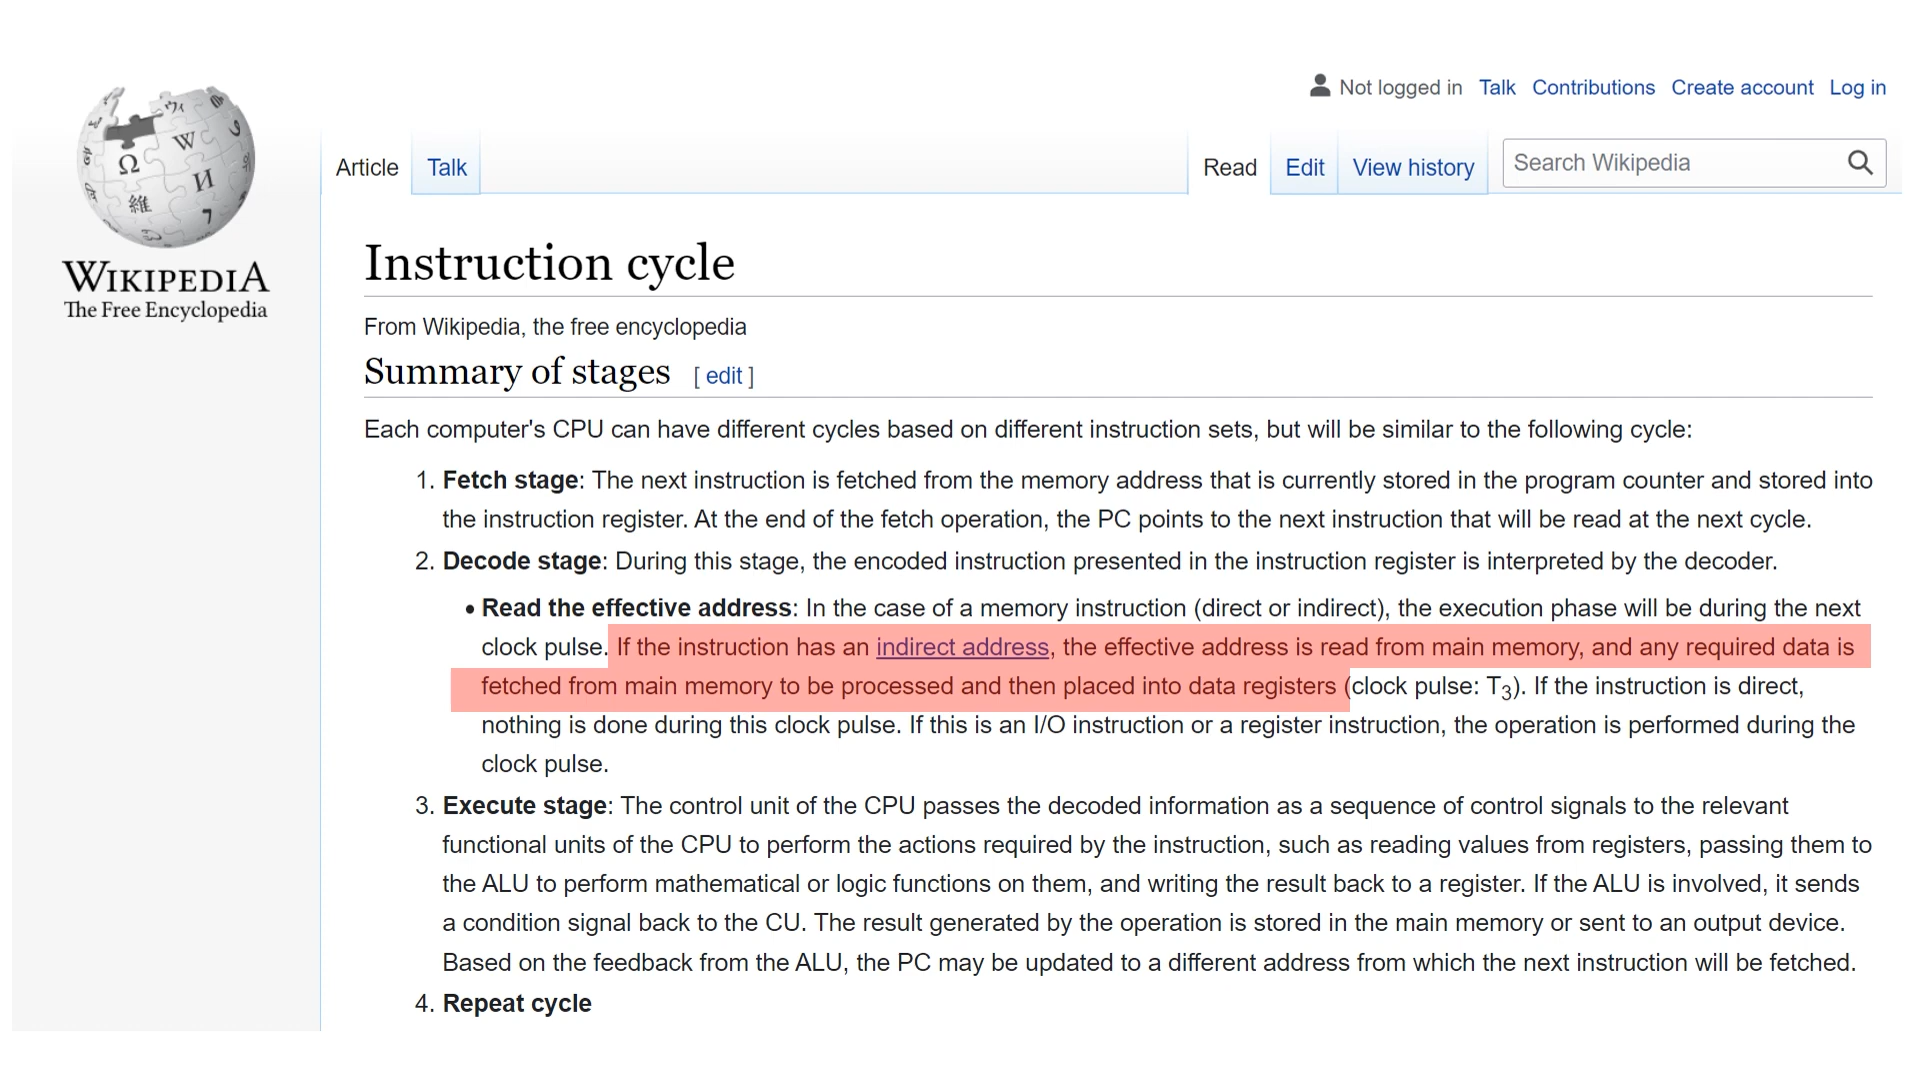 Not logged in Talk Contributions Create account Log in
Article Talk Read Edit View history Search Wikipedia
WIKIPEDIA
The Free Encyclopedia
Instruction cycle
From Wikipedia, the free encyclopedia
Summary of stages [ edit ]
Each computer's CPU can have different cycles based on different instruction sets, but will be similar to the following cycle:
1. Fetch stage: The next instruction is fetched from the memory address that is currently stored in the program counter and stored into
the instruction register. At the end of the fetch operation, the PC points to the next instruction that will be read at the next cycle.
2. Decode stage: During this stage, the encoded instruction presented in the instruction register is interpreted by the decoder.
• Read the effective address: In the case of a memory instruction (direct or indirect), the execution phase will be during the next
clock pulse. If the instruction has an indirect address, the effective address is read from main memory, and any required data is
fetched from main memory to be processed and then placed into data registers (clock pulse: T3). If the instruction is direct,
nothing is done during this clock pulse. If this is an I/O instruction or a register instruction, the operation is performed during the
clock pulse.
3. Execute stage: The control unit of the CPU passes the decoded information as a sequence of control signals to the relevant
functional units of the CPU to perform the actions required by the instruction, such as reading values from registers, passing them to
the ALU to perform mathematical or logic functions on them, and writing the result back to a register. If the ALU is involved, it sends
a condition signal back to the CU. The result generated by the operation is stored in the main memory or sent to an output device.
Based on the feedback from the ALU, the PC may be updated to a different address from which the next instruction will be fetched.
4. Repeat cycle